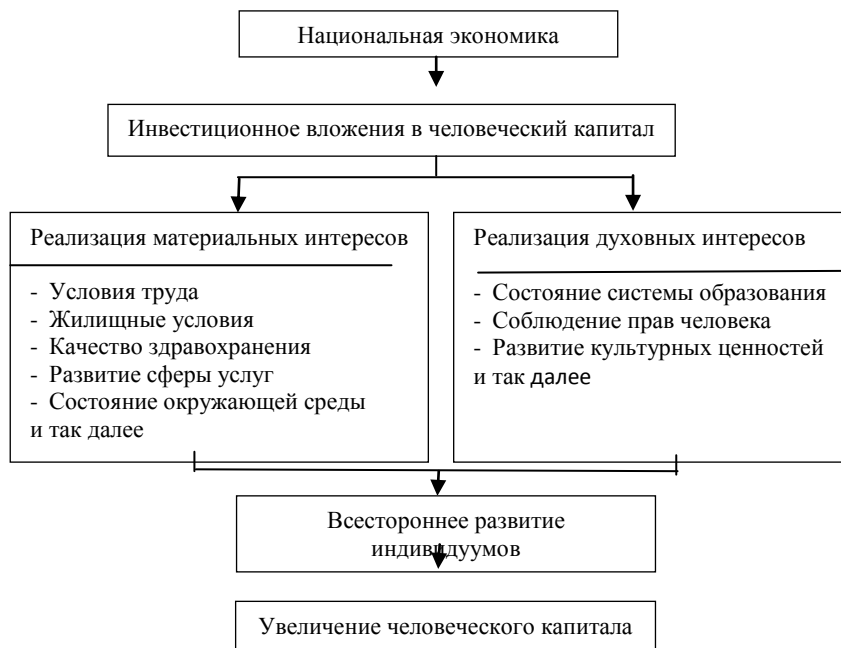 Национальная экономика
Инвестиционное вложения в человеческий капитал
Реализация материальных интересов
- Условия труда
- Жилищные условия
- Качество здравохранения
- Развитие сферы услуг
- Состояние окружающей среды
и так далее
Реализация духовных интересов
- Состояние системы образования
- Соблюдение прав человека
- Развитие культурных ценностей
и так далее
Всестороннее развитие
индивидуумов
Увеличение человеческого капитала